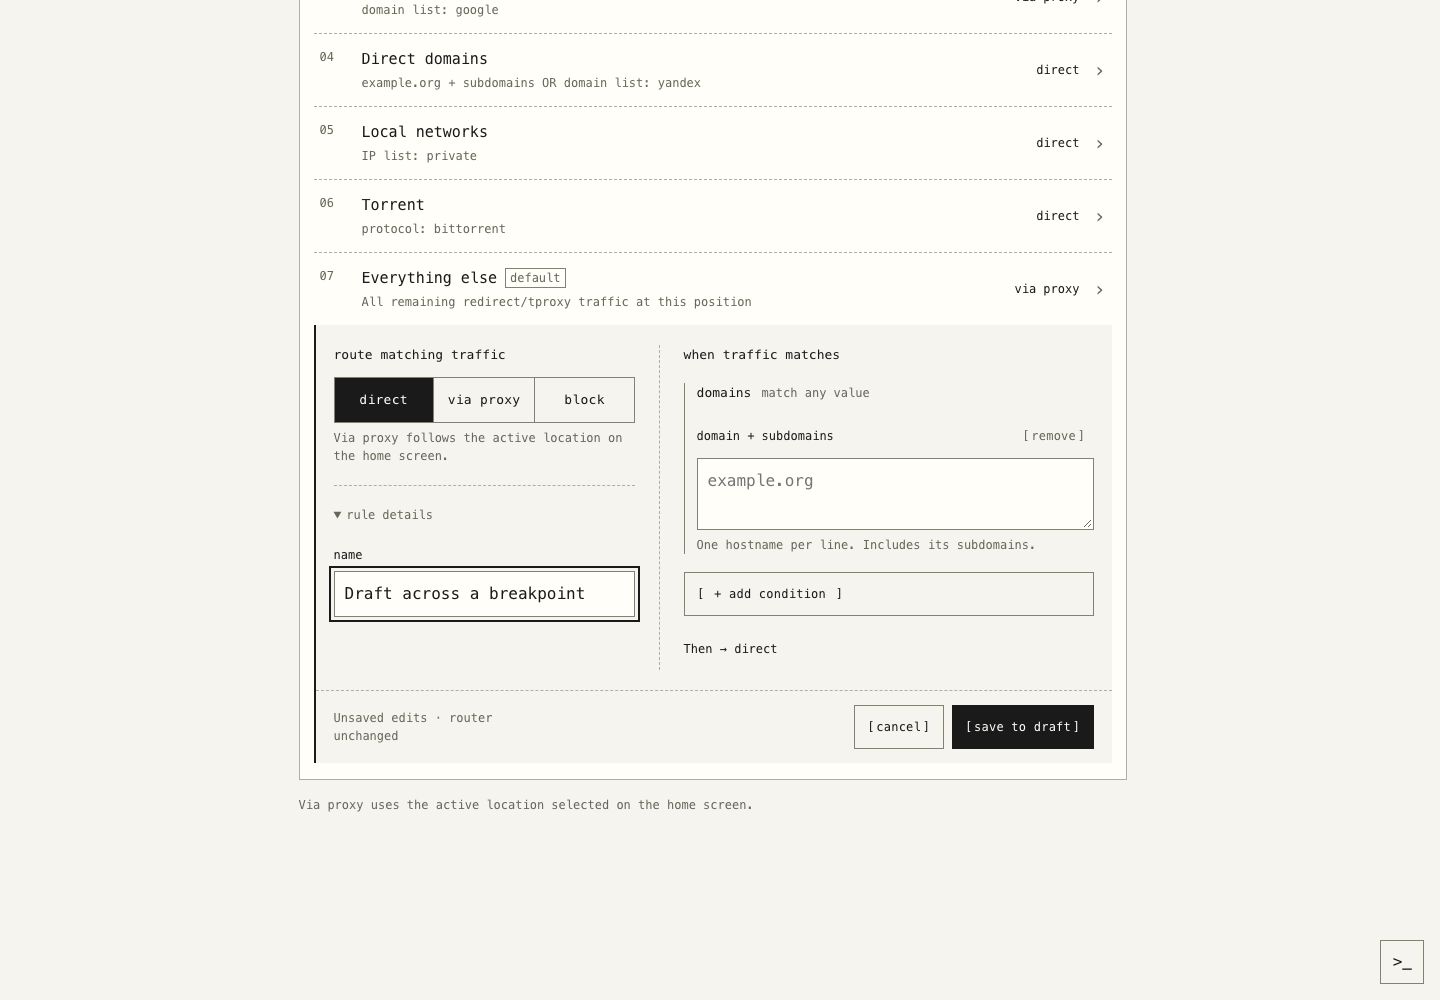 domain list: google
via proxy ›
04 Direct domains
example.org + subdomains OR domain list: yandex
direct ›
05 Local networks
IP list: private
direct ›
06 Torrent
protocol: bittorrent
direct ›
07 Everything else default
All remaining redirect/tproxy traffic at this position
via proxy ›
route matching traffic
direct via proxy block
Via proxy follows the active location on
the home screen.
▼ rule details
name
Draft across a breakpoint
when traffic matches
domains match any value
domain + subdomains [remove]
example.org
One hostname per line. Includes its subdomains.
[ + add condition ]
Then → direct
Unsaved edits · router
unchanged
[cancel] [save to draft]
Via proxy uses the active location selected on the home screen.
>_